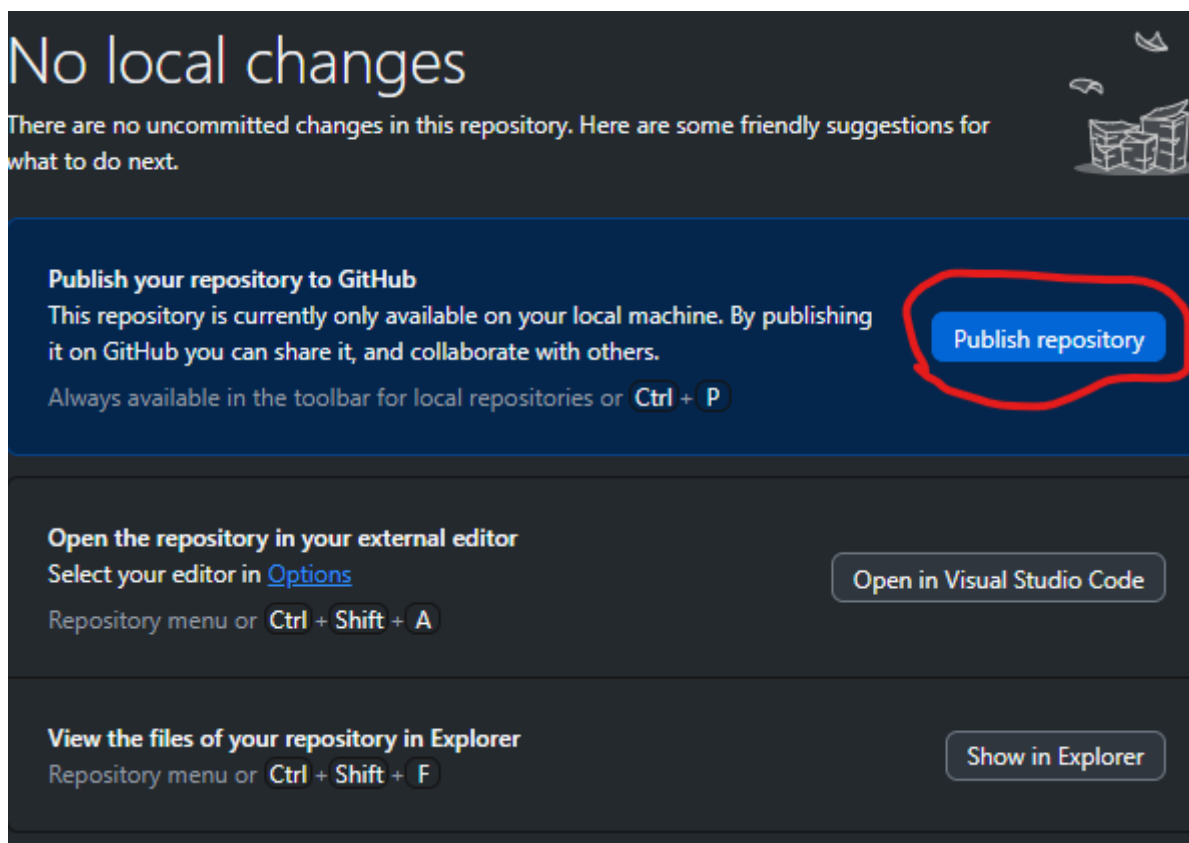 No local changes
There are no uncommitted changes in this repository. Here are some friendly suggestions for
what to do next.
Publish your repository to GitHub
This repository is currently only available on your local machine. By publishing
it on GitHub you can share it, and collaborate with others.
Always available in the toolbar for local repositories or Ctrl + P
Publish repository
Open the repository in your external editor
Select your editor in Options
Repository menu or Ctrl + Shift + A
Open in Visual Studio Code
View the files of your repository in Explorer
Repository menu or Ctrl + Shift + F
Show in Explorer